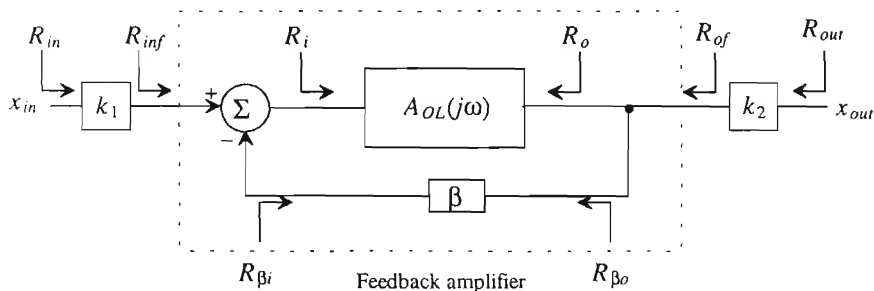 R_in R_inf R_i R_o R_of R_out
x_in k_1 + Σ A_OL(jω) k_2 x_out
−
β
R_βi R_βo
Feedback amplifier